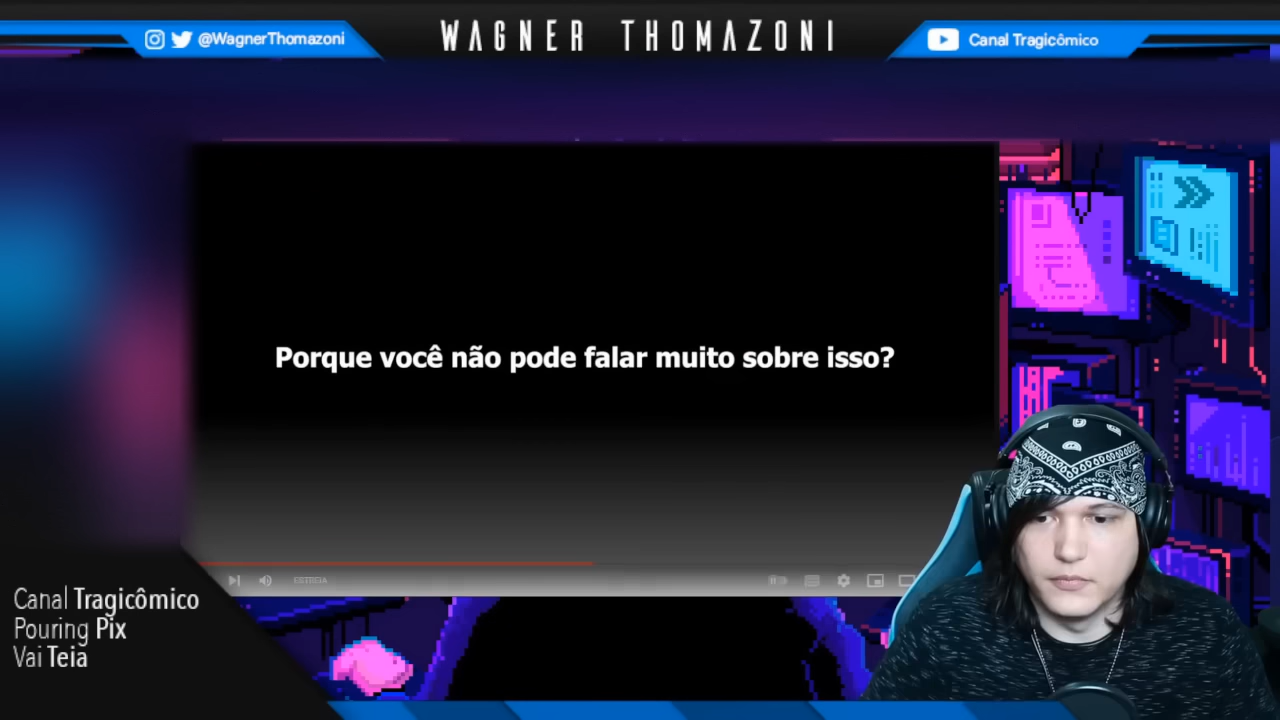 WAGNER THOMAZONI
@WagnerThomazoni
Canal Tragicômico
Porque você não pode falar muito sobre isso?
ESTREIA
Canal Tragicômico
Pouring Pix
Vai Teia